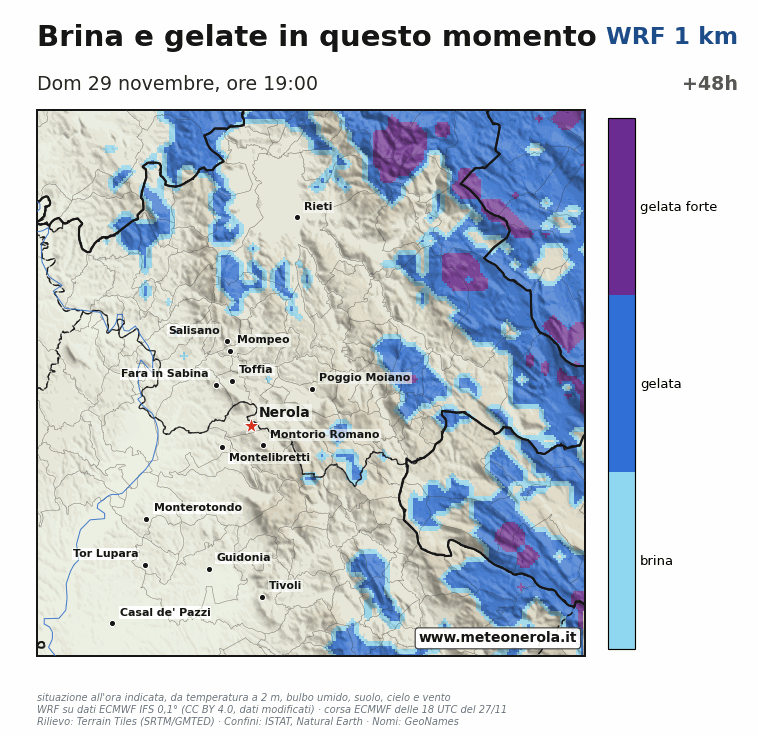 Brina e gelate in questo momento WRF 1 km
Dom 29 novembre, ore 19:00 +48h
gelata forte
Rieti
Salisano
Mompeo
gelata
Fara in Sabina
Toffia
Poggio Moiano
Nerola
Montorio Romano
Montelibretti
Monterotondo
brina
Tor Lupara
Guidonia
Tivoli
Casal de' Pazzi
www.meteonerola.it
situazione all'ora indicata, da temperatura a 2 m, bulbo umido, suolo, cielo e vento
WRF su dati ECMWF IFS 0,1° (CC BY 4.0, dati modificati) · corsa ECMWF delle 18 UTC del 27/11
Rilievo: Terrain Tiles (SRTM/GMTED) · Confini: ISTAT, Natural Earth · Nomi: GeoNames